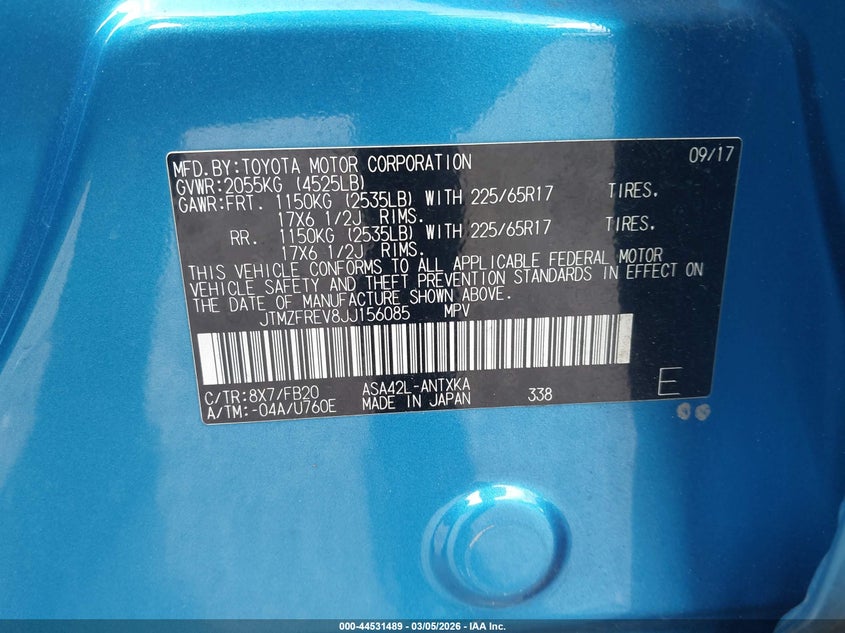 MFD.BY:TOYOTA MOTOR CORPORATION 09/17
GVWR:2055KG (4525LB)
GAWR:FRT. 1150KG (2535LB) WITH 225/65R17 TIRES.
17X6 1/2J RIMS.
RR. 1150KG (2535LB) WITH 225/65R17 TIRES.
17X6 1/2J RIMS.
THIS VEHICLE CONFORMS TO ALL APPLICABLE FEDERAL MOTOR
VEHICLE SAFETY AND THEFT PREVENTION STANDARDS IN EFFECT ON
THE DATE OF MANUFACTURE SHOWN ABOVE.
JTMZFREV8JJ156085 MPV
C/TR:8X7/FB20 ASA42L-ANTXKA
A/TM:-04A/U760E MADE IN JAPAN 338 E
000-44531489 - 03/05/2026 - IAA Inc.